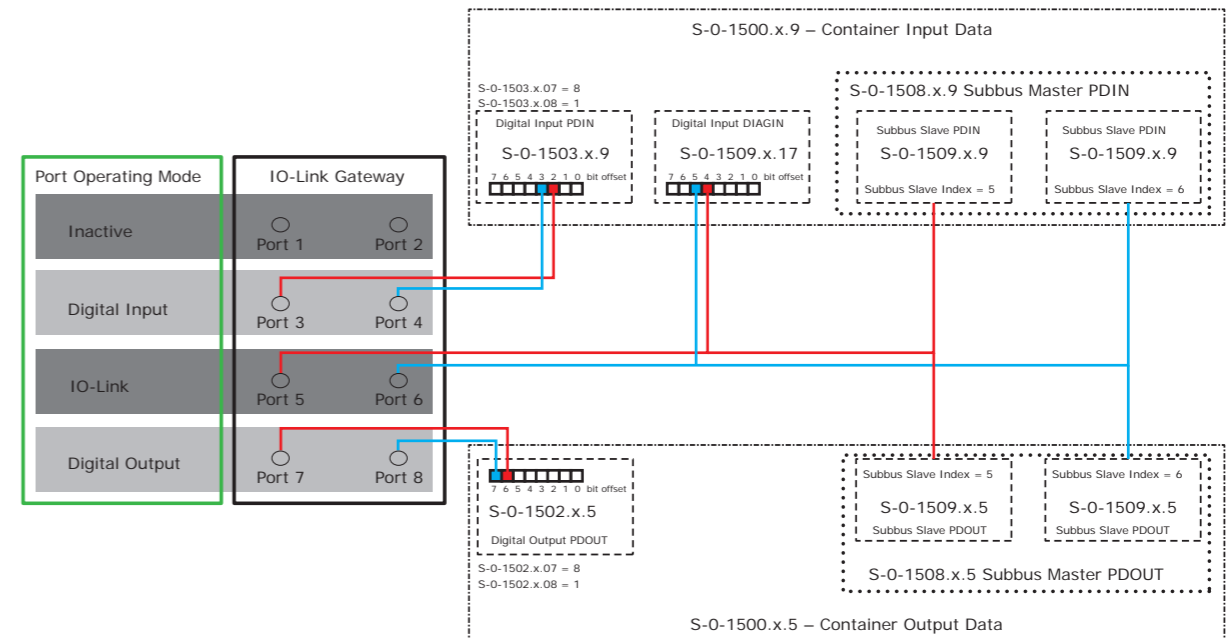 S-0-1500.x.9 – Container Input Data
S-0-1503.x.07 = 8
S-0-1503.x.08 = 1
Digital Input PDIN
S-0-1503.x.9
7 6 5 4 3 2 1 0 bit offset
Digital Input DIAGIN
S-0-1509.x.17
7 6 5 4 3 2 1 0 bit offset
S-0-1508.x.9 Subbus Master PDIN
Subbus Slave PDIN
S-0-1509.x.9
Subbus Slave Index = 5
Subbus Slave PDIN
S-0-1509.x.9
Subbus Slave Index = 6
Port Operating Mode
IO-Link Gateway
Inactive
Port 1
Port 2
Digital Input
Port 3
Port 4
IO-Link
Port 5
Port 6
Digital Output
Port 7
Port 8
7 6 5 4 3 2 1 0 bit offset
S-0-1502.x.5
Digital Output PDOUT
S-0-1502.x.07 = 8
S-0-1502.x.08 = 1
Subbus Slave Index = 5
S-0-1509.x.5
Subbus Slave PDOUT
Subbus Slave Index = 6
S-0-1509.x.5
Subbus Slave PDOUT
S-0-1508.x.5 Subbus Master PDOUT
S-0-1500.x.5 – Container Output Data